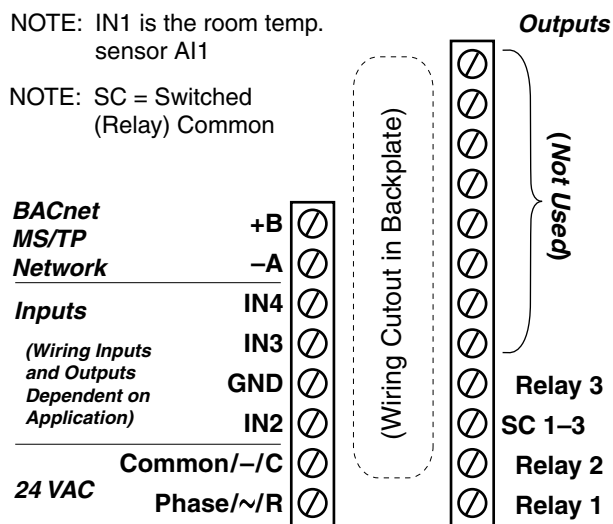 NOTE: IN1 is the room temp.
sensor AI1
NOTE: SC = Switched
(Relay) Common
BACnet
MS/TP
Network
+B
–A
Inputs
(Wiring Inputs
and Outputs
Dependent on
Application)
IN4
IN3
GND
IN2
24 VAC
Common/–/C
Phase/~/R
(Wiring Cutout in Backplate)
Outputs
(Not Used)
Relay 3
SC 1–3
Relay 2
Relay 1